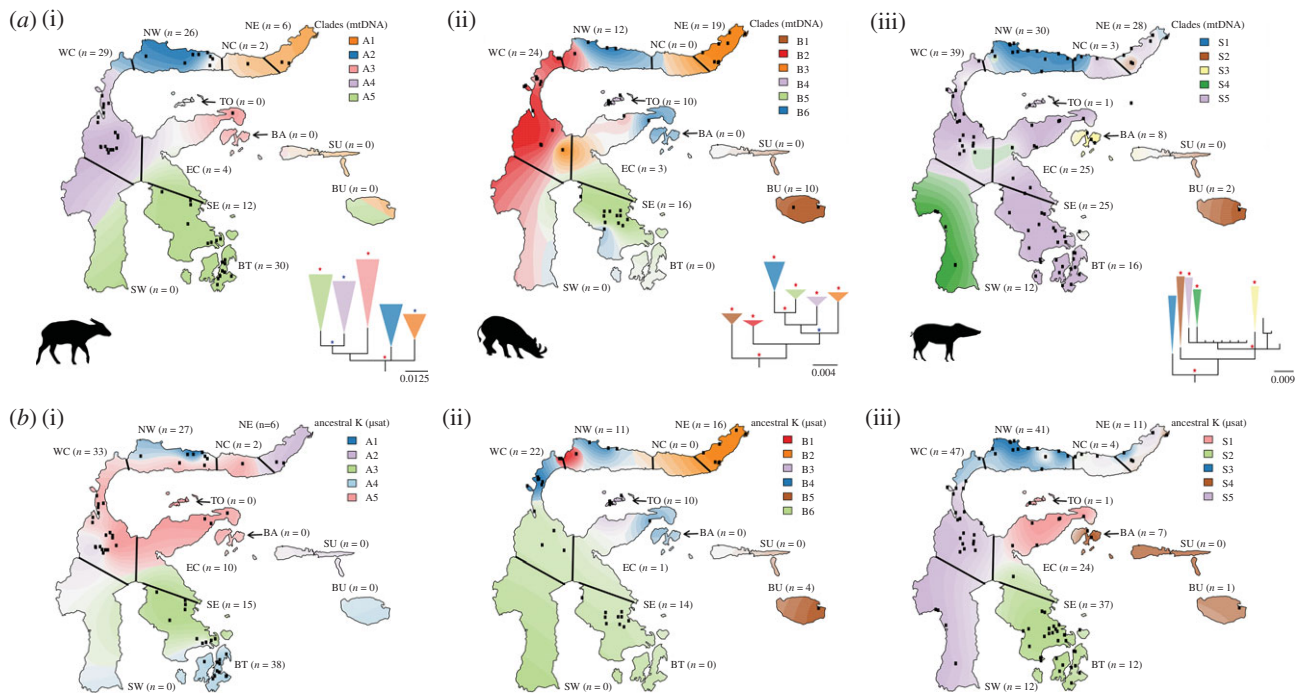 (a) (i)
NW (n = 26)
NE (n = 6)
WC (n = 29)
NC (n = 2)
Clades (mtDNA)
A1
A2
A3
A4
A5
TO (n = 0)
BA (n = 0)
SU (n = 0)
EC (n = 4)
BU (n = 0)
SE (n = 12)
BT (n = 30)
SW (n = 0)
0.0125
(ii)
NW (n = 12)
NE (n = 19)
WC (n = 24)
NC (n = 0)
Clades (mtDNA)
B1
B2
B3
B4
B5
B6
TO (n = 10)
BA (n = 0)
SU (n = 0)
EC (n = 3)
BU (n = 10)
SE (n = 16)
BT (n = 0)
SW (n = 0)
0.004
(iii)
NW (n = 30)
NE (n = 28)
WC (n = 39)
NC (n = 3)
Clades (mtDNA)
S1
S2
S3
S4
S5
TO (n = 1)
BA (n = 8)
SU (n = 0)
EC (n = 25)
BU (n = 2)
SE (n = 25)
BT (n = 16)
SW (n = 12)
0.009
(b) (i)
NW (n = 27)
NE (n=6)
WC (n = 33)
NC (n = 2)
ancestral K (µsat)
A1
A2
A3
A4
A5
TO (n = 0)
BA (n = 0)
SU (n = 0)
EC (n = 10)
BU (n = 0)
SE (n = 15)
BT (n = 38)
SW (n = 0)
(ii)
NW (n = 11)
NE (n = 16)
WC (n = 22)
NC (n = 0)
ancestral K (µsat)
B1
B2
B3
B4
B5
B6
TO (n = 10)
BA (n = 0)
SU (n = 0)
EC (n = 1)
BU (n = 4)
SE (n = 14)
BT (n = 0)
SW (n = 0)
(iii)
NW (n = 41)
NE (n = 11)
WC (n = 47)
NC (n = 4)
ancestral K (µsat)
S1
S2
S3
S4
S5
TO (n = 1)
BA (n = 7)
SU (n = 0)
EC (n = 24)
BU (n = 1)
SE (n = 37)
BT (n = 12)
SW (n = 12)